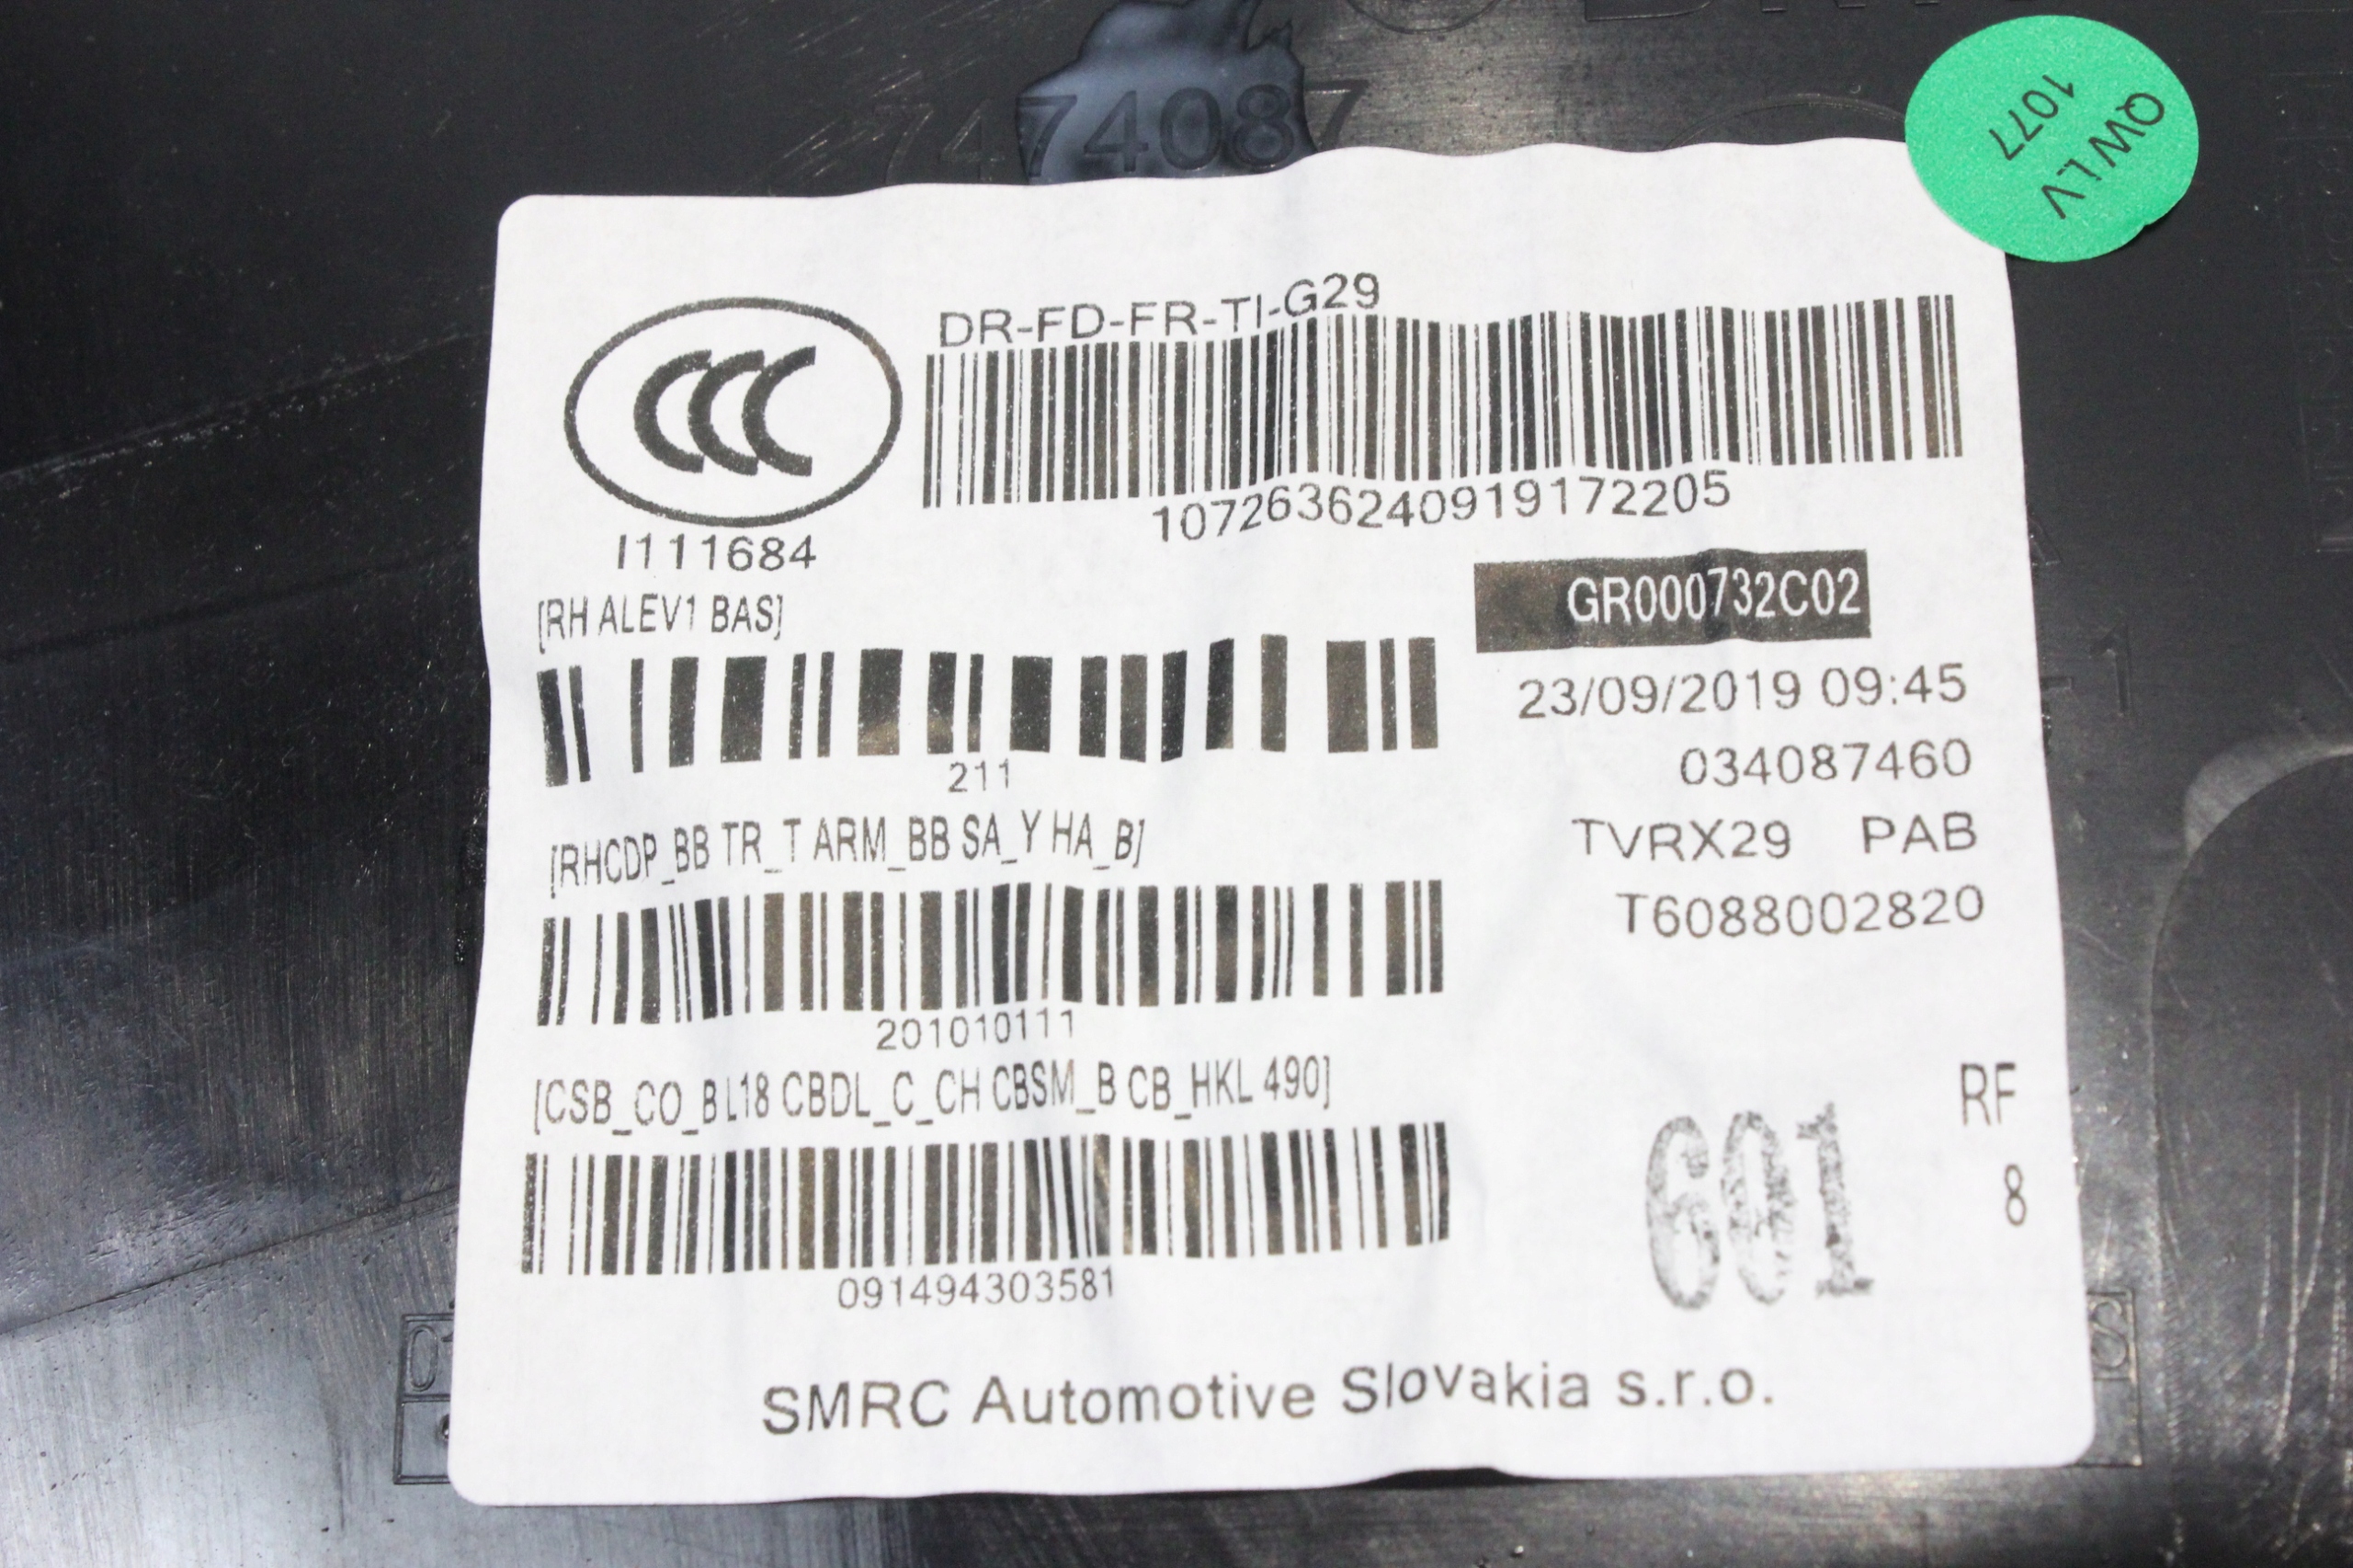 7474087
QWLV
1077
DR-FD-FR-TI-G29
CCC
1072636240919172205
I111684
GR000732C02
[RH ALEV1 BAS]
23/09/2019 09:45
211
034087460
[RHCDP_BB TR_T ARM_BB SA_Y HA_B]
TVRX29 PAB
T6088002820
201010111
[CSB_CO_B L18 CBDL_C_CH CBSM_B CB_HKL 490]
RF
601
8
091494303581
SMRC Automotive Slovakia s.r.o.